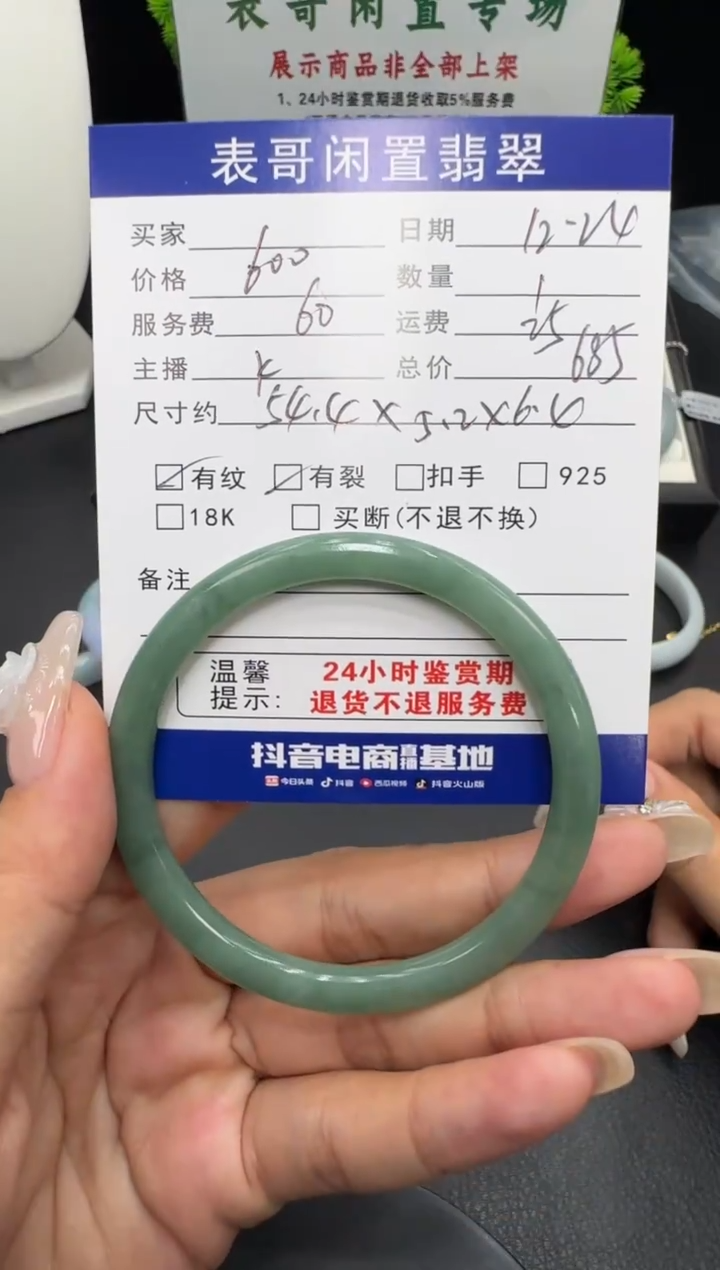 表哥闲置专场
展示商品非全部上架
1、24小时鉴赏期退货收取5%服务费
表哥闲置翡翠
买家 日期 12-24
价格 600 数量 1
服务费 60 运费 25
主播 总价 685
尺寸约 54.4×5.2×6.6
有纹 有裂 扣手 925
18K 买断(不退不换)
备注
温馨 24小时鉴赏期
提示: 退货不退服务费
抖音电商直播基地
今日头条 抖音 西瓜视频 抖音火山版